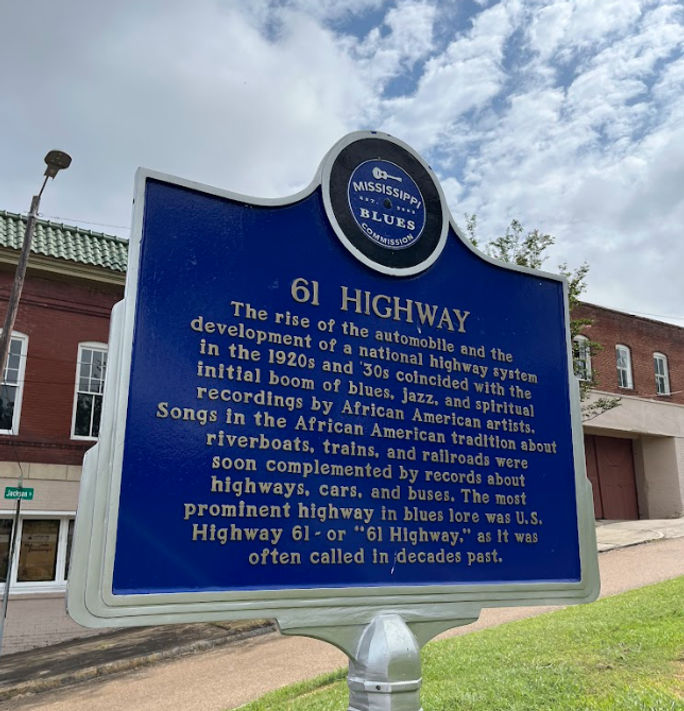 MISSISSIPPI
EST.
BLUES
COMMISSION
61 HIGHWAY
The rise of the automobile and the
development of a national highway system
in the 1920s and '30s coincided with the
initial boom of blues, jazz, and spiritual
recordings by African American artists.
Songs in the African American tradition about
riverboats, trains, and railroads were
soon complemented by records about
highways, cars, and buses. The most
prominent highway in blues lore was U.S.
Highway 61 - or "61 Highway," as it was
often called in decades past.
Jackson